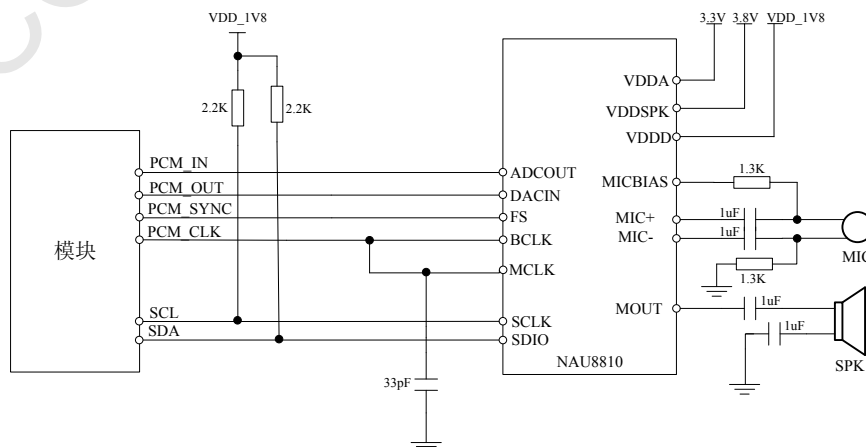 VDD_1V8
3.3V 3.8V VDD_1V8
VDDA
VDDSPK
VDDD
2.2K
2.2K
模块
PCM_IN
PCM_OUT
PCM_SYNC
PCM_CLK
SCL
SDA
ADCOUT
DACIN
FS
BCLK
MCLK
SCLK
SDIO
NAU8810
33pF
MICBIAS
MIC+
MIC-
MOUT
1.3K
1uF
1uF
1.3K
MIC
1uF
1uF
SPK